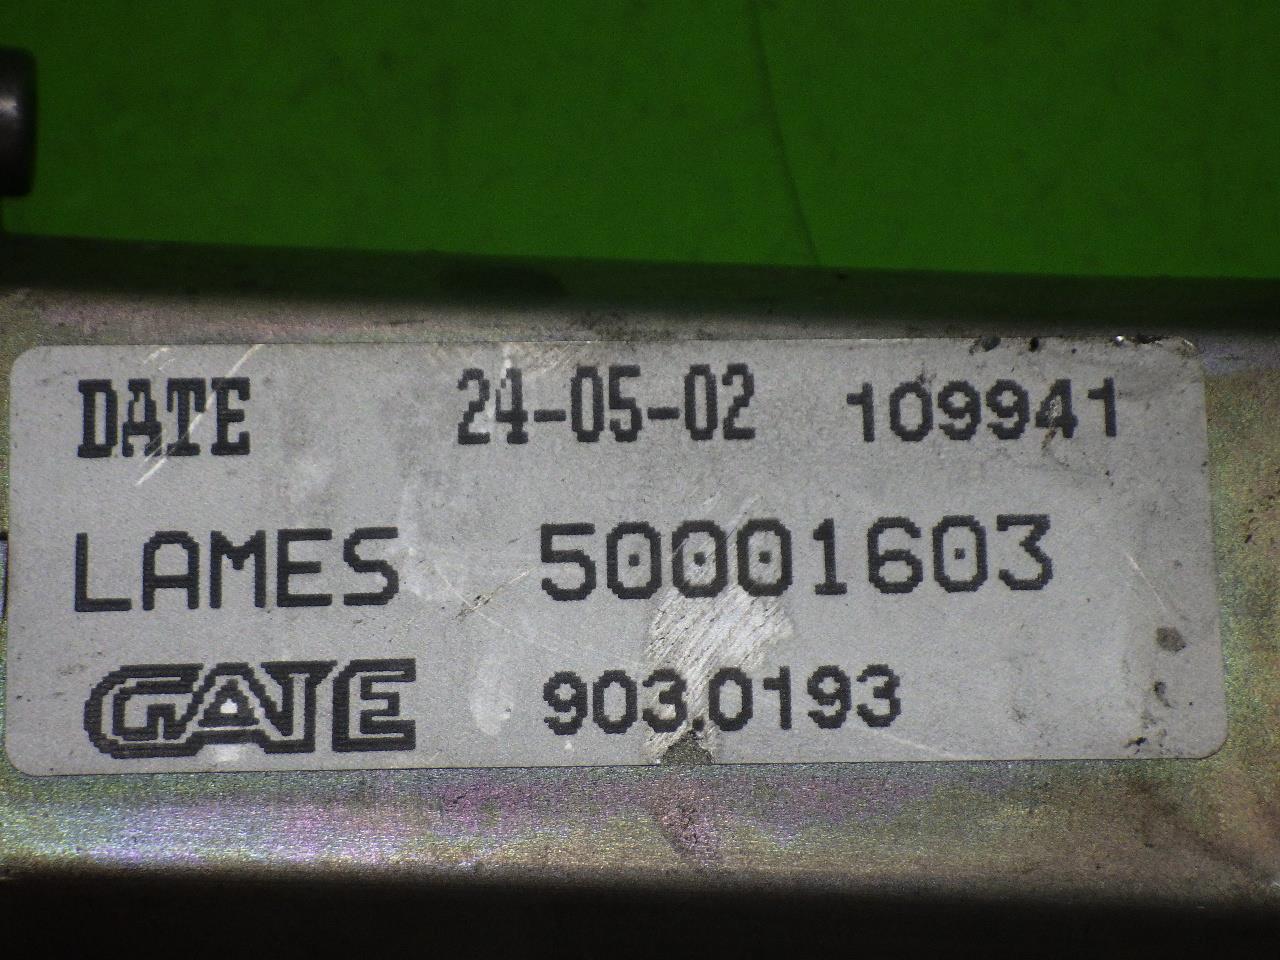 DATE 24-05-02 109941
LAMES 50001603
GATE 903.0193